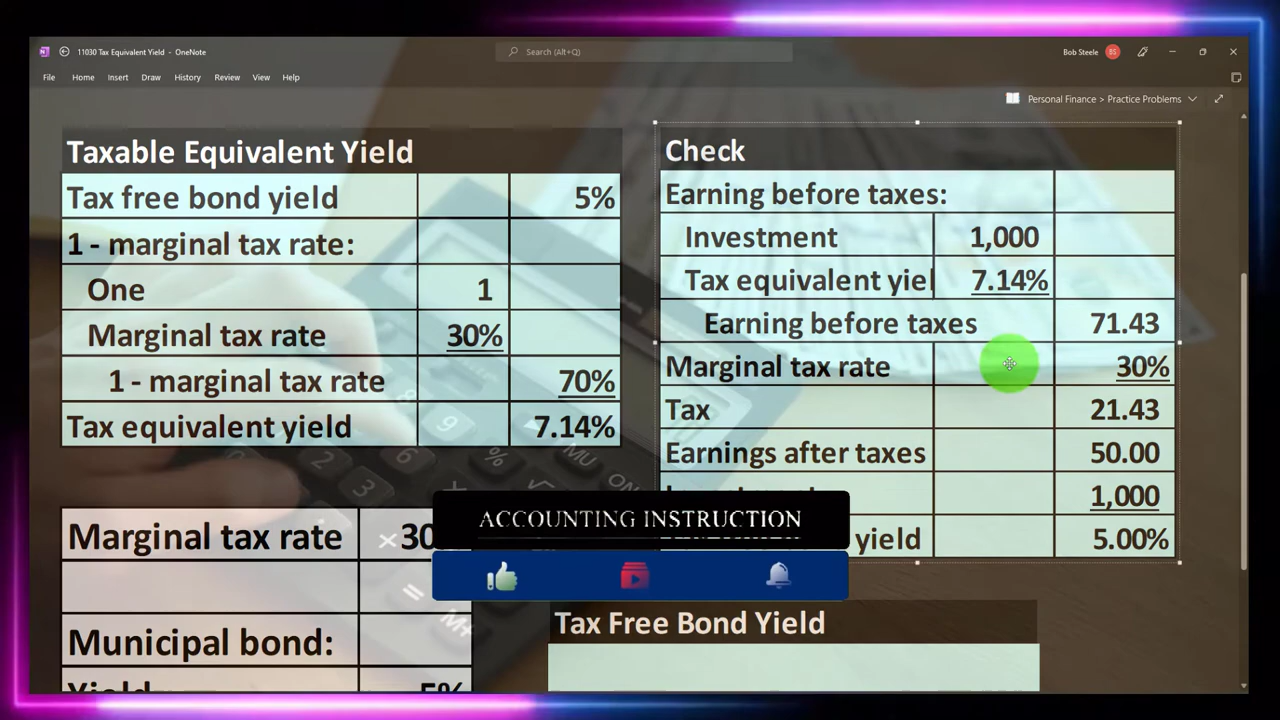 11030 Tax Equivalent Yield - OneNote
Search (Alt+Q)
Bob Steele
BS
File Home Insert Draw History Review View Help
Personal Finance > Practice Problems
Taxable Equivalent Yield
Tax free bond yield 5%
1 - marginal tax rate:
One 1
Marginal tax rate 30%
1 - marginal tax rate 70%
Tax equivalent yield 7.14%
Check
Earning before taxes:
Investment 1,000
Tax equivalent yiel 7.14%
Earning before taxes 71.43
Marginal tax rate 30%
Tax 21.43
Earnings after taxes 50.00
1,000
yield 5.00%
Marginal tax rate 30
Municipal bond:
Yield 5%
ACCOUNTING INSTRUCTION
Tax Free Bond Yield